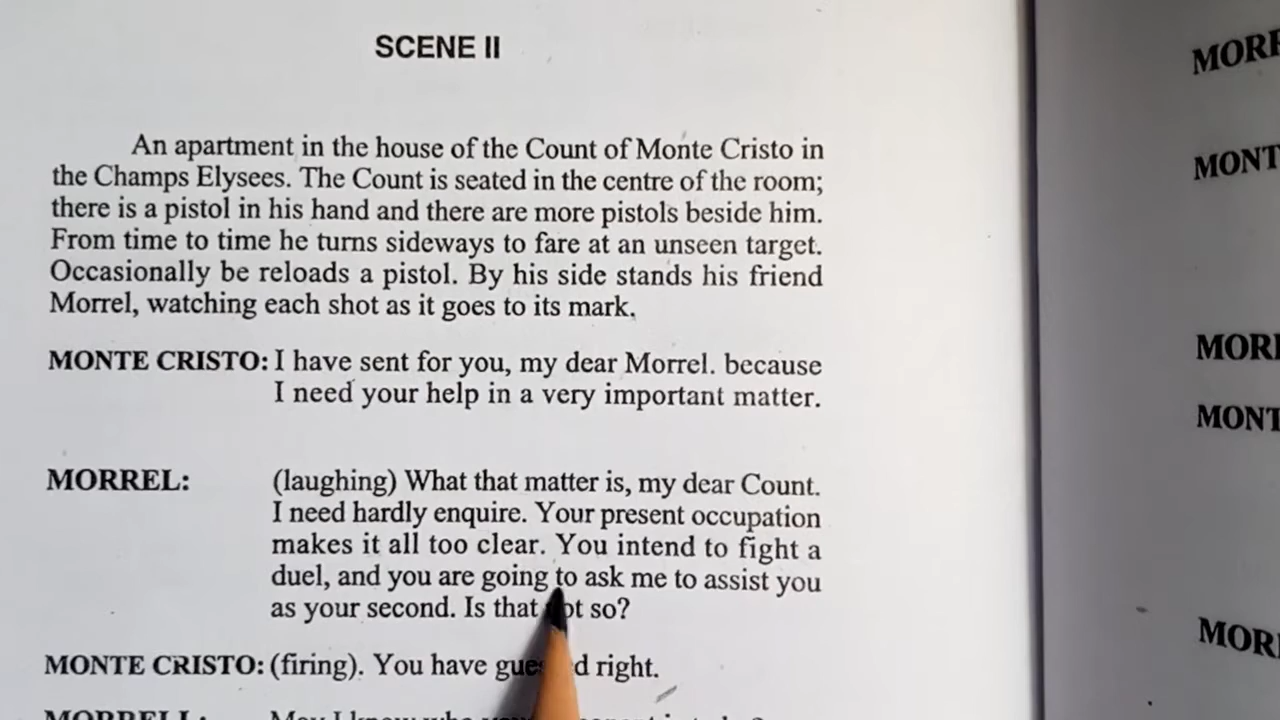 SCENE II
An apartment in the house of the Count of Monte Cristo in
the Champs Elysees. The Count is seated in the centre of the room;
there is a pistol in his hand and there are more pistols beside him.
From time to time he turns sideways to fare at an unseen target.
Occasionally be reloads a pistol. By his side stands his friend
Morrel, watching each shot as it goes to its mark.
MONTE CRISTO: I have sent for you, my dear Morrel. because
I need your help in a very important matter.
MORREL: (laughing) What that matter is, my dear Count.
I need hardly enquire. Your present occupation
makes it all too clear. You intend to fight a
duel, and you are going to ask me to assist you
as your second. Is that so?
MONTE CRISTO: (firing). You have right.
MORRELL: May I know who